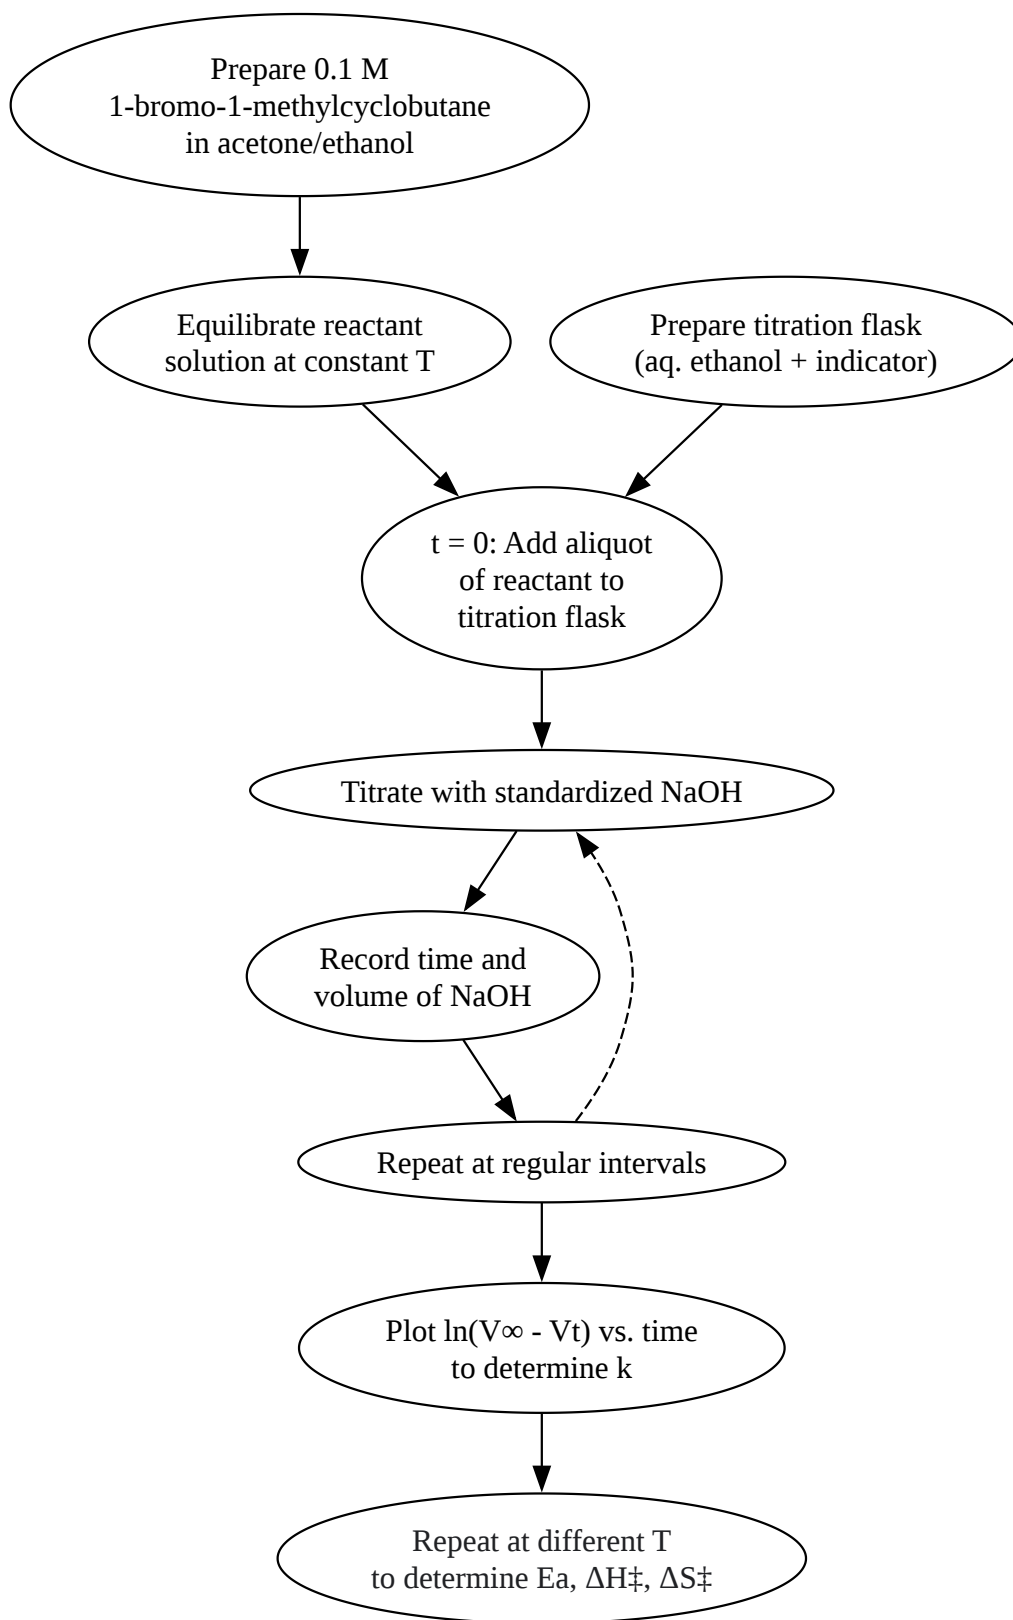 Prepare 0.1 M
1-bromo-1-methylcyclobutane
in acetone/ethanol
Equilibrate reactant
solution at constant T
Prepare titration flask
(aq. ethanol + indicator)
t = 0: Add aliquot
of reactant to
titration flask
Titrate with standardized NaOH
Record time and
volume of NaOH
Repeat at regular intervals
Plot ln(V∞ - Vt) vs. time
to determine k
Repeat at different T
to determine Ea, ΔH‡, ΔS‡